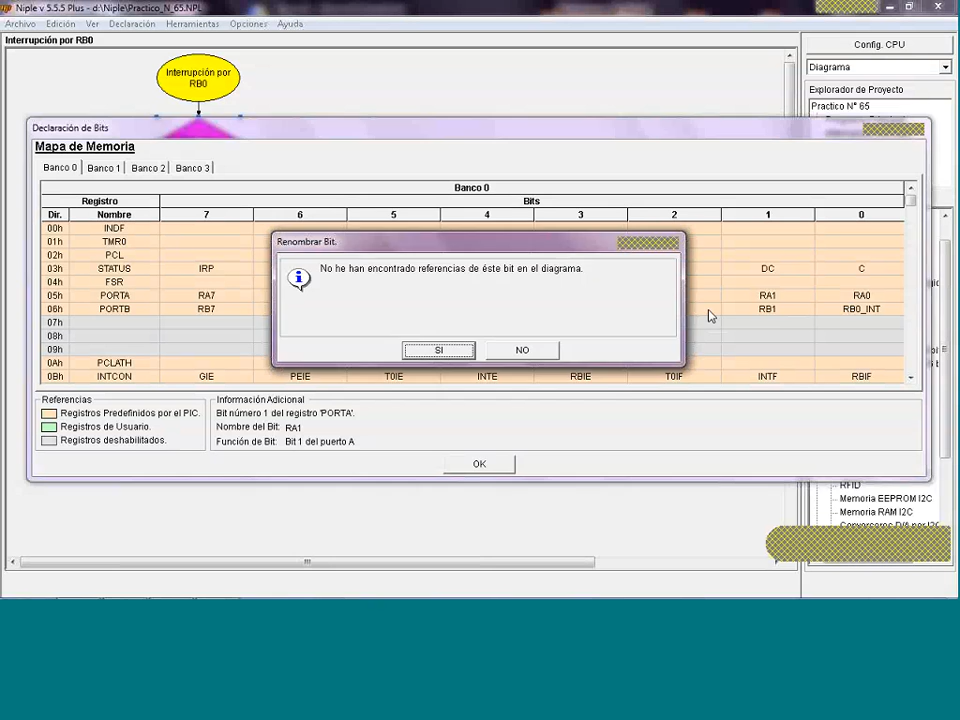 Niple v 5.5.5 Plus - d:\Niple\Practico_N_65.NPL
Archivo Edición Ver Declaración Herramientas Opciones Ayuda
Interrupción por RB0
Config. CPU
Diagrama
Explorador de Proyecto
Practico N° 65
Interrupción por
RB0
Declaración de Bits
Mapa de Memoria
Banco 0 Banco 1 Banco 2 Banco 3
Banco 0
Registro Bits
Dir. Nombre 7 6 5 4 3 2 1 0
00h INDF
01h TMR0
02h PCL
03h STATUS IRP DC C
04h FSR
05h PORTA RA7 RA1 RA0
06h PORTB RB7 RB1 RB0_INT
07h
08h
09h
0Ah PCLATH
0Bh INTCON GIE PEIE T0IE INTE RBIE T0IF INTF RBIF
Renombrar Bit.
No he han encontrado referencias de éste bit en el diagrama.
SI NO
Referencias
Registros Predefinidos por el PIC.
Registros de Usuario.
Registros deshabilitados.
Información Adicional
Bit número 1 del registro 'PORTA'.
Nombre del Bit: RA1
Función de Bit: Bit 1 del puerto A
OK
RFID
Memoria EEPROM I2C
Memoria RAM I2C